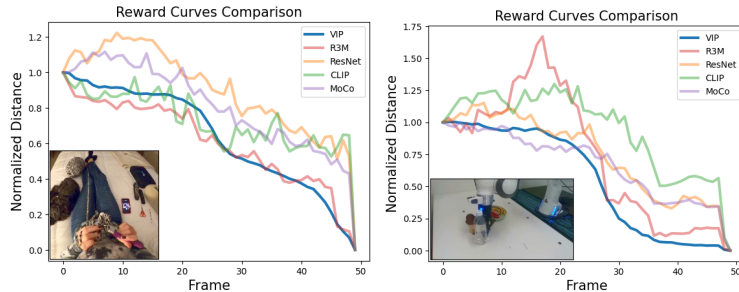 Reward Curves Comparison
Normalized Distance
1.2
1.0
0.8
0.6
0.4
0.2
0.0
VIP
R3M
ResNet
CLIP
MoCo
0
10
20
30
40
50
Frame
Reward Curves Comparison
Normalized Distance
1.75
1.50
1.25
1.00
0.75
0.50
0.25
0.00
VIP
R3M
ResNet
CLIP
MoCo
0
10
20
30
40
50
Frame